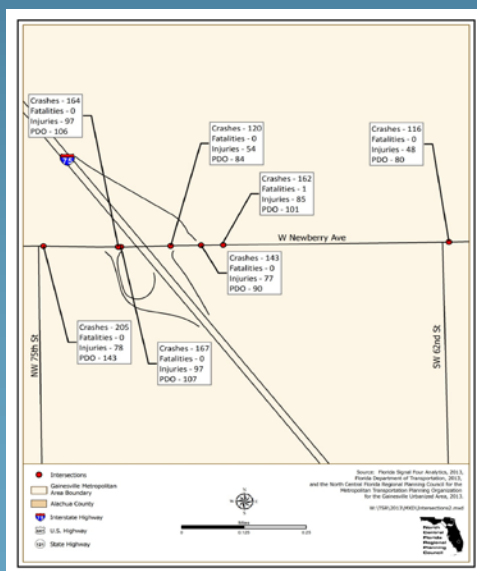 Crashes - 164
Fatalities - 0
Injuries - 97
PDO - 106
Crashes - 120
Fatalities - 0
Injuries - 54
PDO - 84
Crashes - 116
Fatalities - 0
Injuries - 48
PDO - 80
75
Crashes - 162
Fatalities - 1
Injuries - 85
PDO - 101
W Newberry Ave
Crashes - 143
Fatalities - 0
Injuries - 77
PDO - 90
NW 75th St
Crashes - 205
Fatalities - 0
Injuries - 78
PDO - 143
Crashes - 167
Fatalities - 0
Injuries - 97
PDO - 107
SW 62nd St
Intersections
Gainesville Metropolitan
Area Boundary
Alachua County
Interstate Highway
U.S. Highway
State Highway
Miles
0 0.125 0.25
Source: Florida Signal Four Analytics, 2013,
Florida Department of Transportation, 2013,
and the North Central Florida Regional Planning Council for the
Metropolitan Transportation Planning Organization
for the Gainesville Urbanized Area, 2013.
North
Central
Florida
Regional
Planning
Council